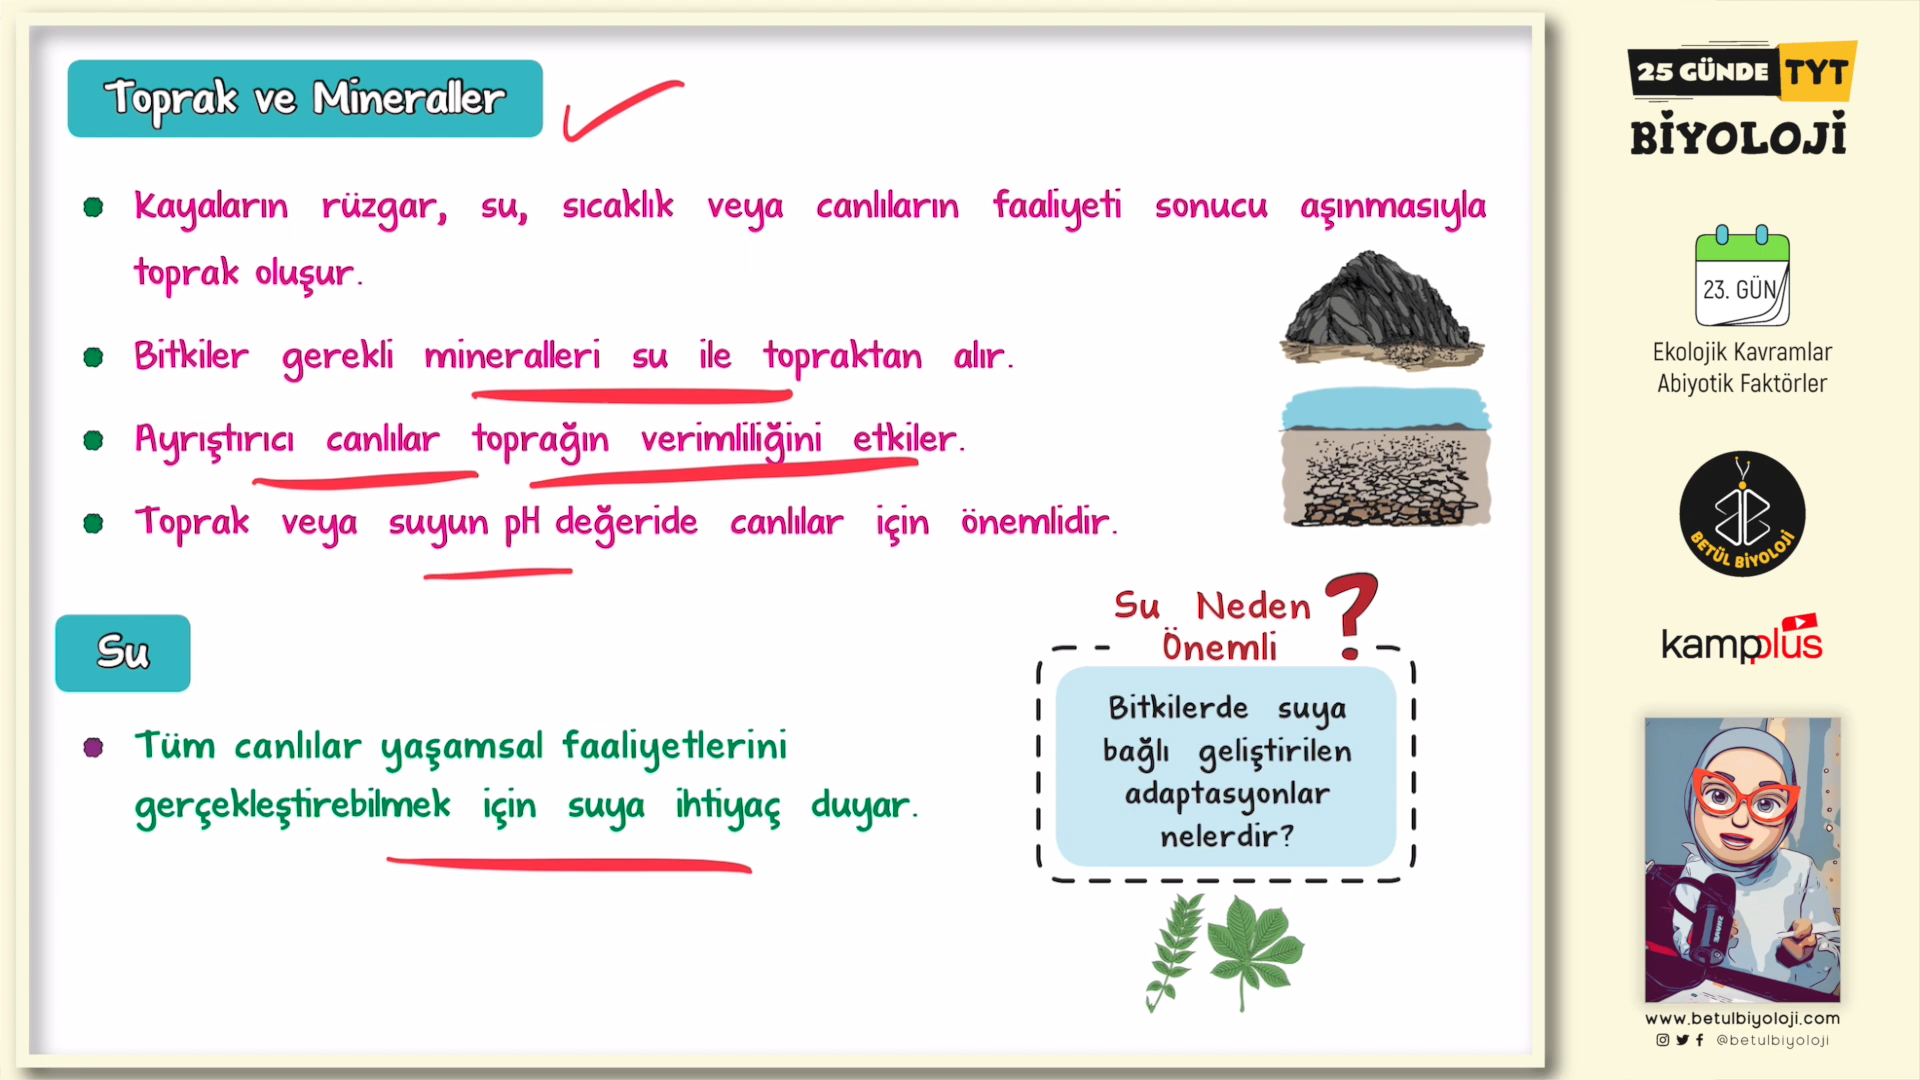 Toprak ve Mineraller
Kayaların rüzgar, su, sıcaklık veya canlıların faaliyeti sonucu aşınmasıyla
toprak oluşur.
Bitkiler gerekli mineralleri su ile topraktan alır.
Ayrıştırıcı canlılar toprağın verimliliğini etkiler.
Toprak veya suyun pH değeride canlılar için önemlidir.
Su
Tüm canlılar yaşamsal faaliyetlerini
gerçekleştirebilmek için suya ihtiyaç duyar.
Su Neden
Önemli ?
Bitkilerde suya
bağlı geliştirilen
adaptasyonlar
nelerdir?
25 GÜNDE TYT
BİYOLOJİ
23. GÜN
Ekolojik Kavramlar
Abiyotik Faktörler
BETÜL BİYOLOJİ
kampplus
www.betulbiyoloji.com
@betulbiyoloji